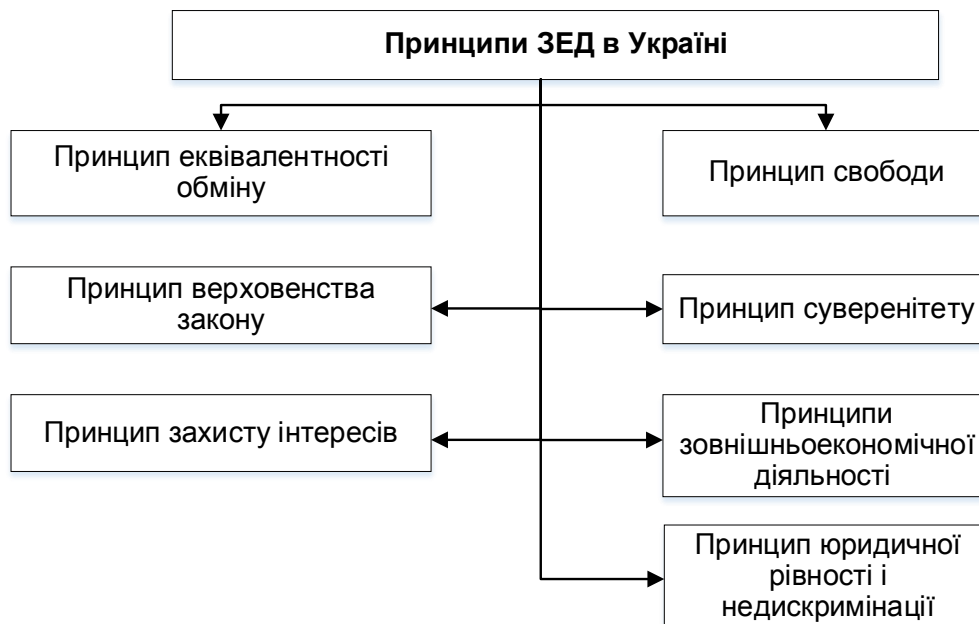 Принципи ЗЕД в Україні
Принцип еквівалентності
обміну
Принцип свободи
Принцип верховенства
закону
Принцип суверенітету
Принцип захисту інтересів
Принципи
зовнішньоекономічної
діяльності
Принцип юридичної
рівності і
недискримінації